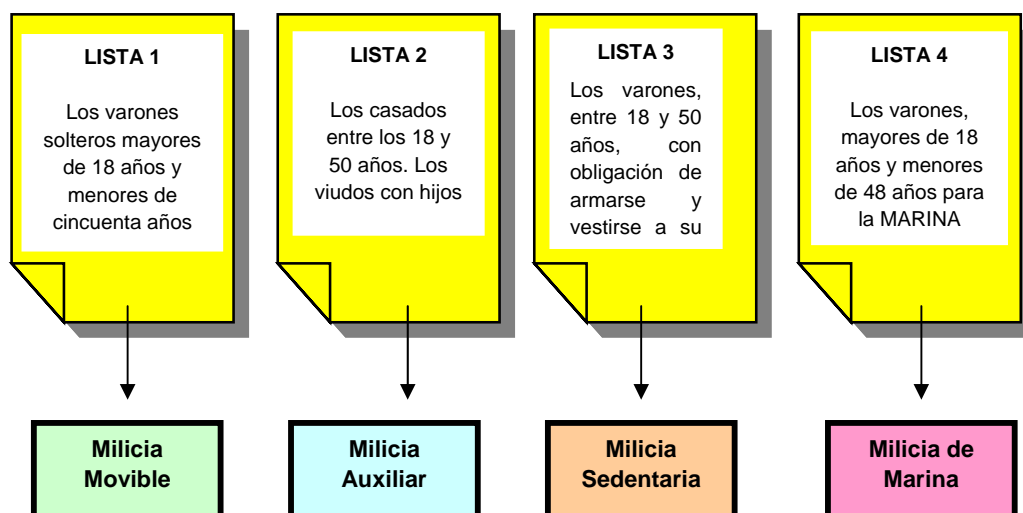 LISTA 1
Los varones
solteros mayores
de 18 años y
menores de
cincuenta años
LISTA 2
Los casados
entre los 18 y
50 años. Los
viudos con hijos
LISTA 3
Los varones,
entre 18 y 50
años, con
obligación de
armarse y
vestirse a su
LISTA 4
Los varones,
mayores de 18
años y menores
de 48 años para
la MARINA
Milicia
Movible
Milicia
Auxiliar
Milicia
Sedentaria
Milicia de
Marina